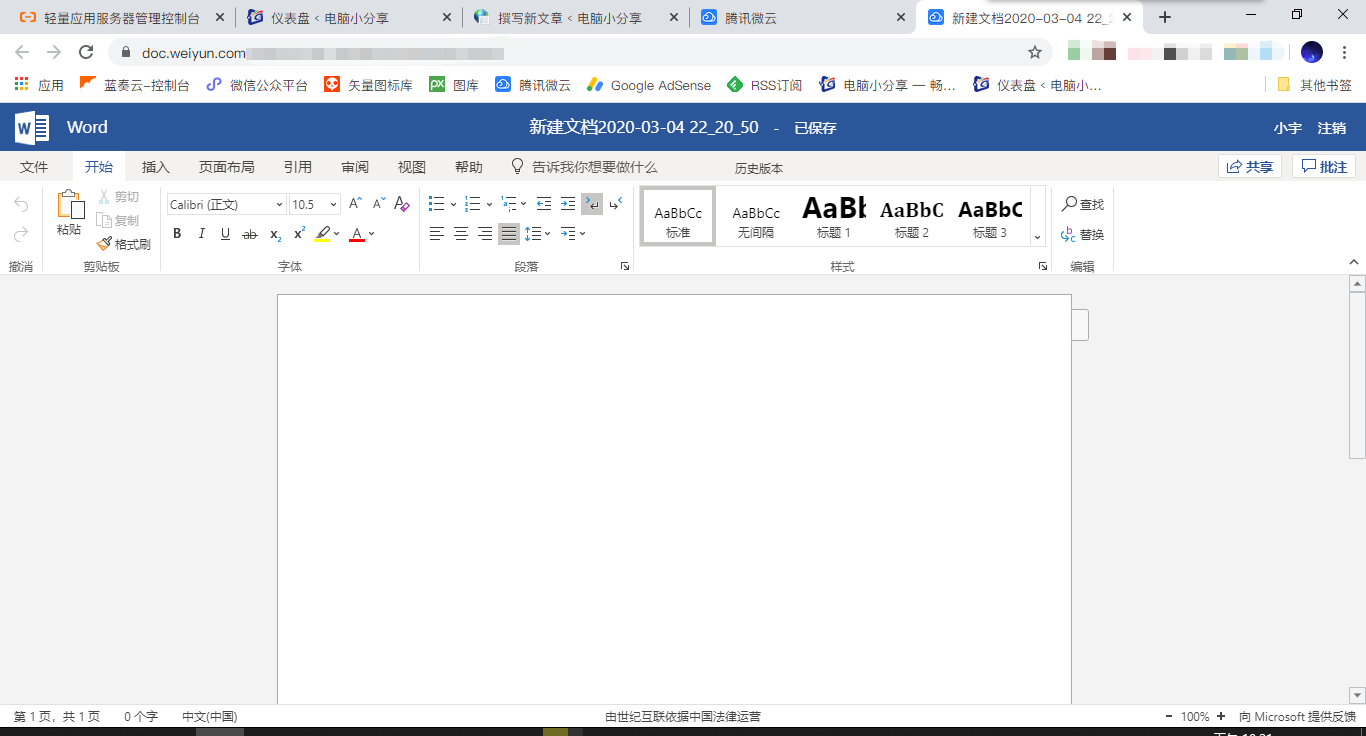 轻量应用服务器管理控制台
仪表盘 ‹ 电脑小分享
撰写新文章 ‹ 电脑小分享
腾讯微云
新建文档2020-03-04 22_2
doc.weiyun.com
应用
蓝奏云-控制台
微信公众平台
矢量图标库
图库
腾讯微云
Google AdSense
RSS订阅
电脑小分享 — 畅...
仪表盘 ‹ 电脑小...
其他书签
Word
新建文档2020-03-04 22_20_50 - 已保存
小宇 注销
文件 开始 插入 页面布局 引用 审阅 视图 帮助 告诉我你想要做什么 历史版本 共享 批注
粘贴
剪切
复制
格式刷
Calibri (正文) 10.5
B I U ab x₂ x² A
AaBbCc AaBbCc AaBb AaBbC AaBbC
标准 无间隔 标题 1 标题 2 标题 3
查找
替换
撤消 剪贴板 字体 段落 样式 编辑
第 1 页，共 1 页 0 个字 中文(中国) 由世纪互联依据中国法律运营 - 100% + 向 Microsoft 提供反馈